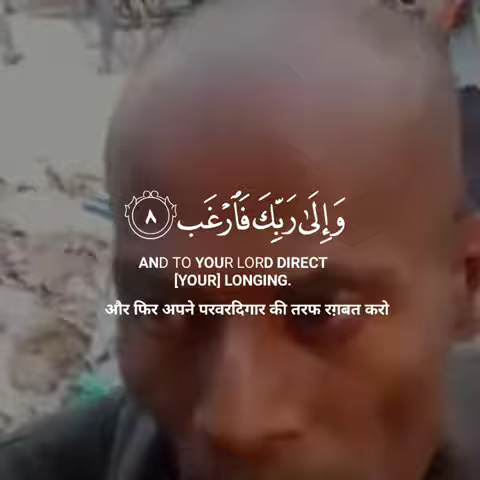 وَإِلَىٰ رَبِّكَ فَٱرْغَب ٨
AND TO YOUR LORD DIRECT
[YOUR] LONGING.
और फिर अपने परवरदिगार की तरफ रग़बत करो